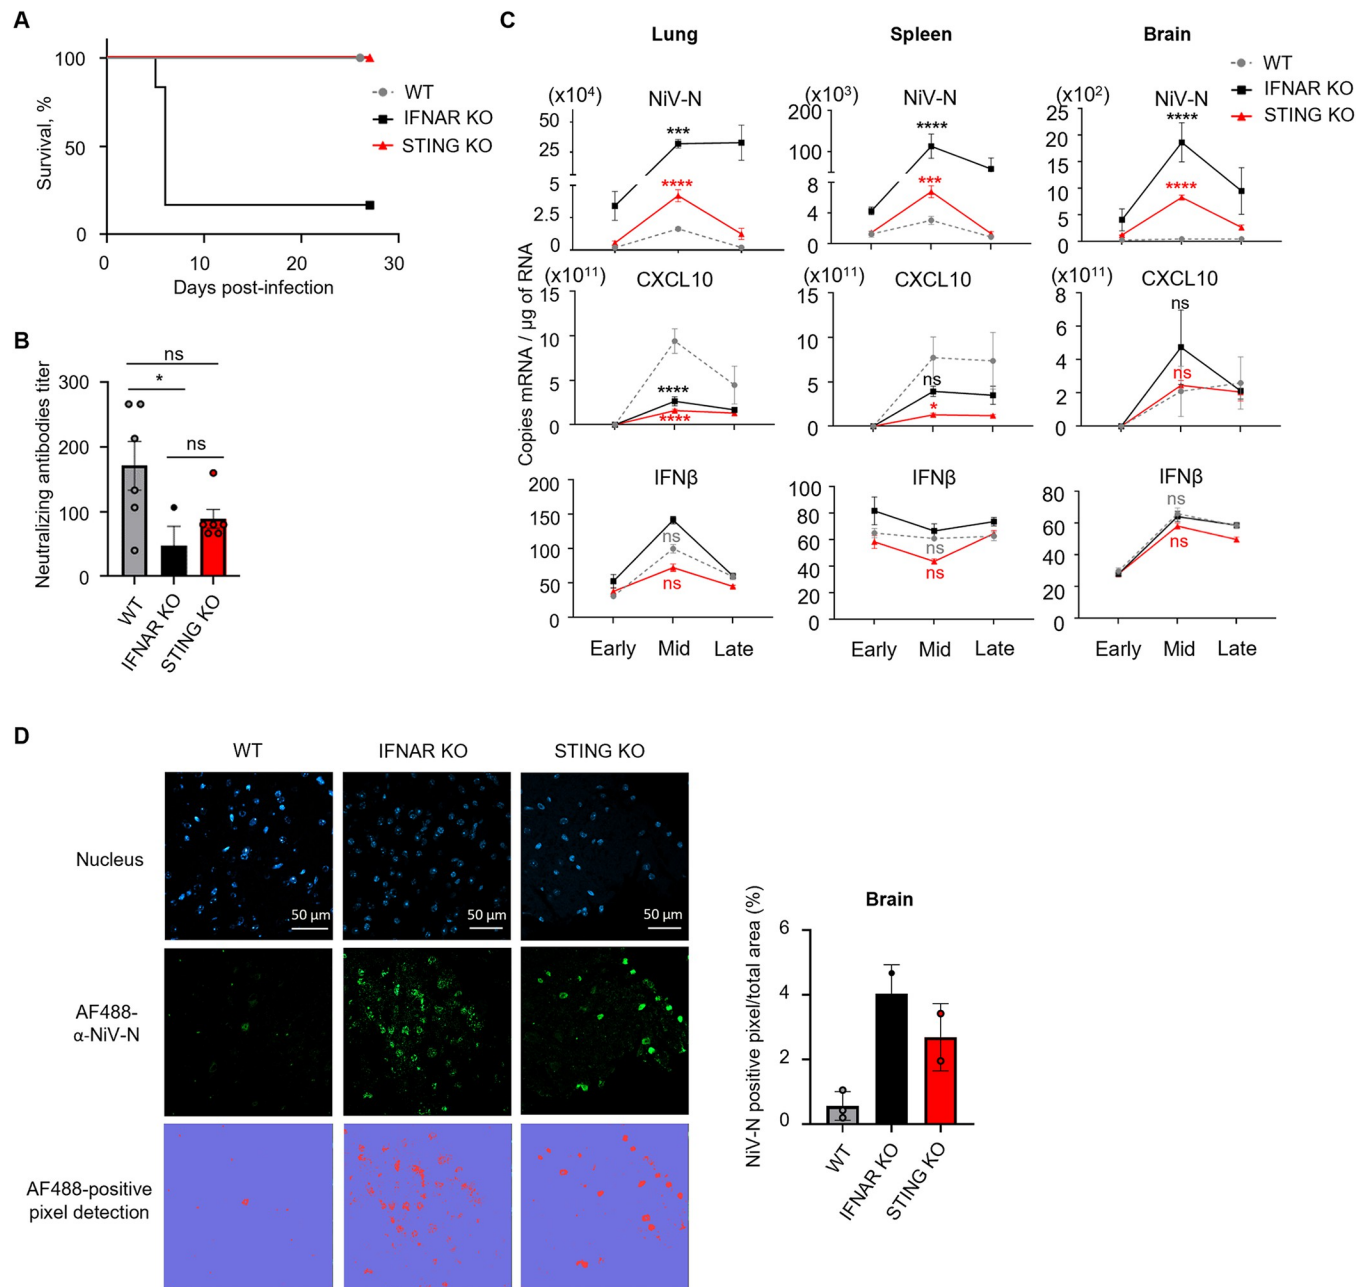 A
Survival, %
100
50
0
0 10 20 30
Days post-infection
WT
IFNAR KO
STING KO
B
Neutralizing antibodies titer
300
200
100
0
ns
*
ns
WT
IFNAR KO
STING KO
C
Lung
Spleen
Brain
WT
IFNAR KO
STING KO
Copies mRNA / µg of RNA
(x10⁴)
NiV-N
50
25
5
2.5
0
***
****
(x10³)
NiV-N
200
100
8
4
0
****
***
(x10²)
NiV-N
25
20
15
10
5
0
****
****
(x10¹¹)
CXCL10
15
10
5
0
****
****
(x10¹¹)
CXCL10
15
10
5
0
ns
*
(x10¹¹)
CXCL10
8
6
4
2
0
ns
ns
IFNβ
200
150
100
50
0
ns
ns
Early Mid Late
IFNβ
100
80
60
40
20
0
ns
ns
Early Mid Late
IFNβ
80
60
40
20
0
ns
ns
Early Mid Late
D
WT
IFNAR KO
STING KO
Nucleus
50 µm
50 µm
50 µm
AF488-
α-NiV-N
AF488-positive
pixel detection
Brain
NiV-N positive pixel/total area (%)
6
4
2
0
WT
IFNAR KO
STING KO